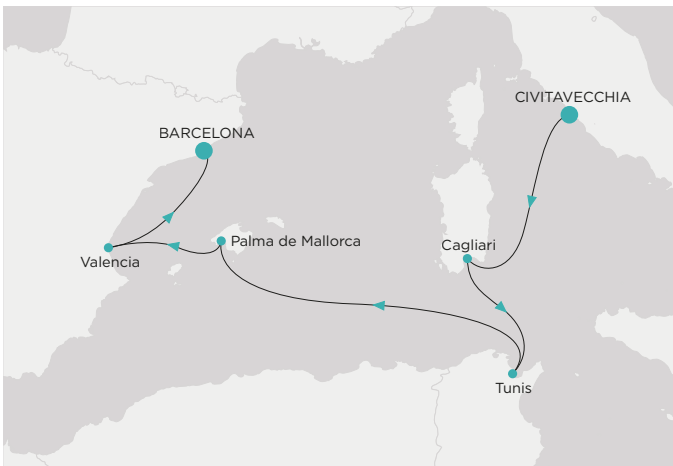 CIVITAVECCHIA
BARCELONA
Palma de Mallorca
Cagliari
Valencia
Tunis